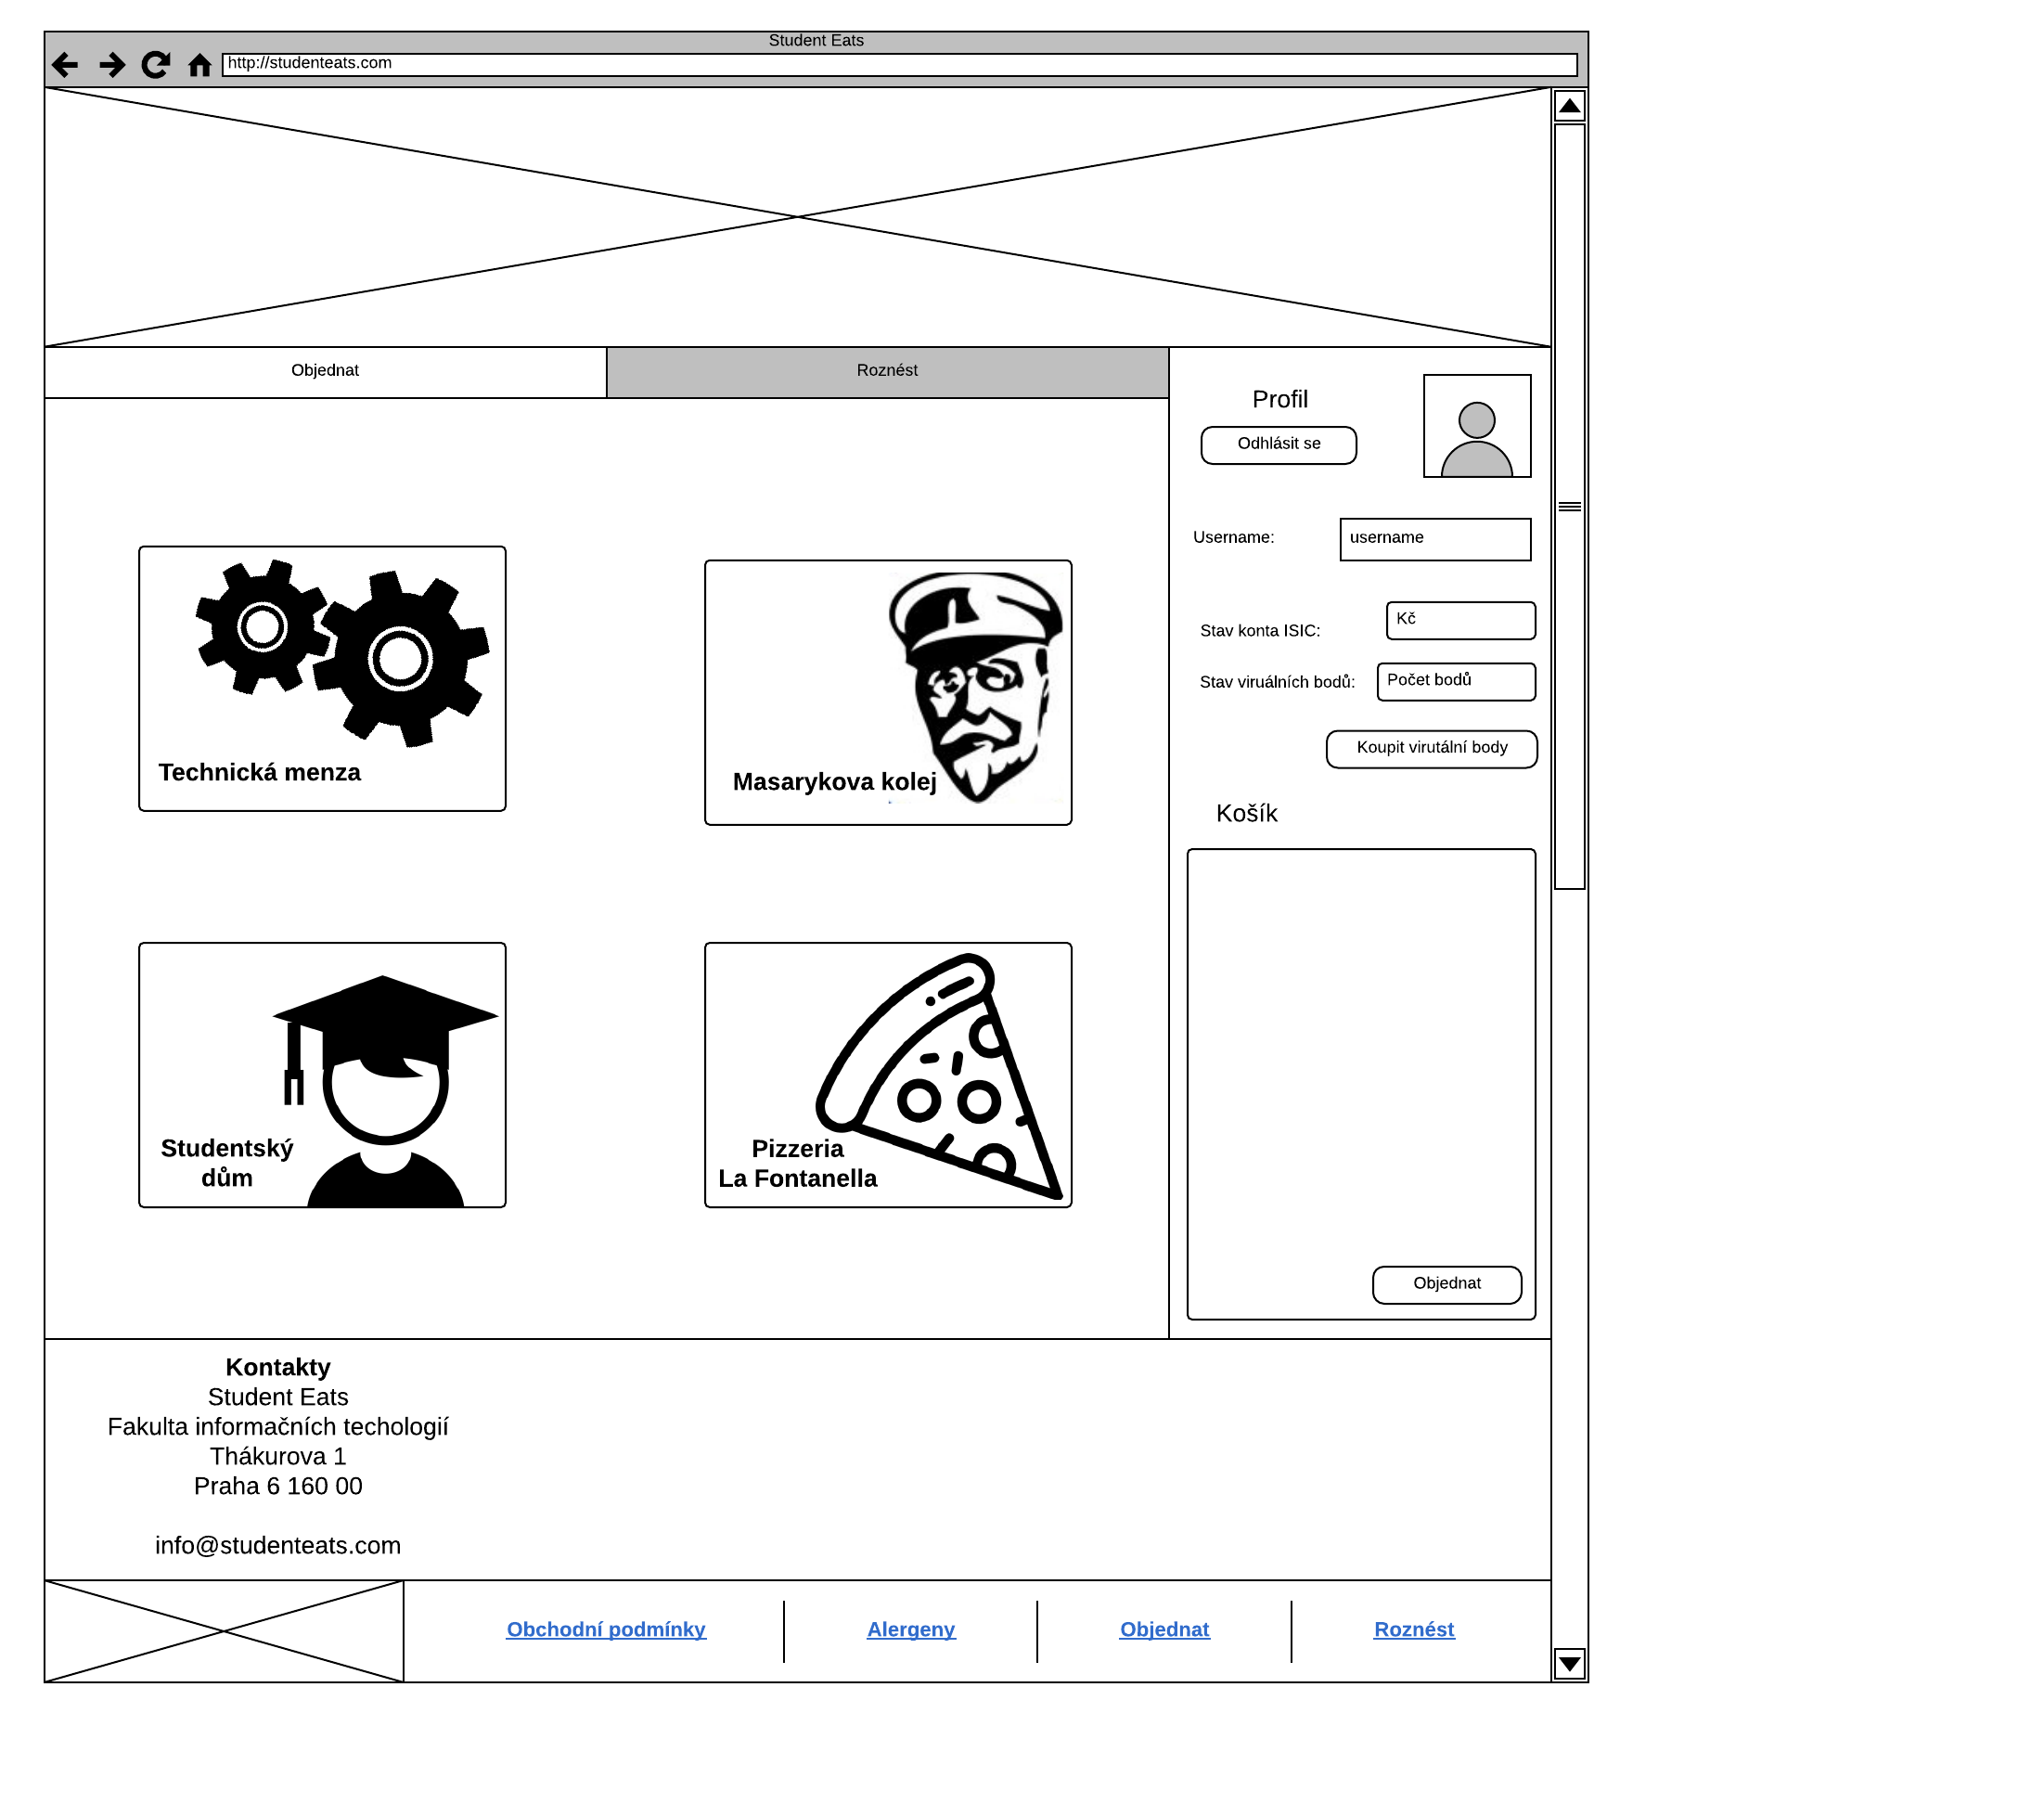 Student Eats
http://studenteats.com
Objednat
Roznést
Profil
Odhlásit se
Username:
username
Stav konta ISIC:
Kč
Stav viruálních bodů:
Počet bodů
Koupit virutální body
Košík
Technická menza
Masarykova kolej
Studentský
dům
Pizzeria
La Fontanella
Objednat
Kontakty
Student Eats
Fakulta informačních techologií
Thákurova 1
Praha 6 160 00
info@studenteats.com
Obchodní podmínky
Alergeny
Objednat
Roznést